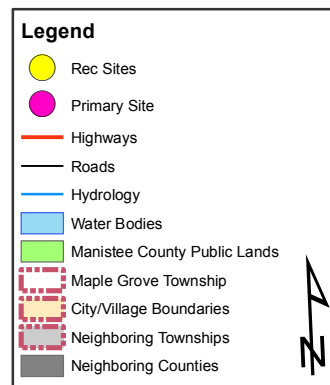 Legend
Rec Sites
Primary Site
Highways
Roads
Hydrology
Water Bodies
Manistee County Public Lands
Maple Grove Township
City/Village Boundaries
Neighboring Townships
Neighboring Counties
N